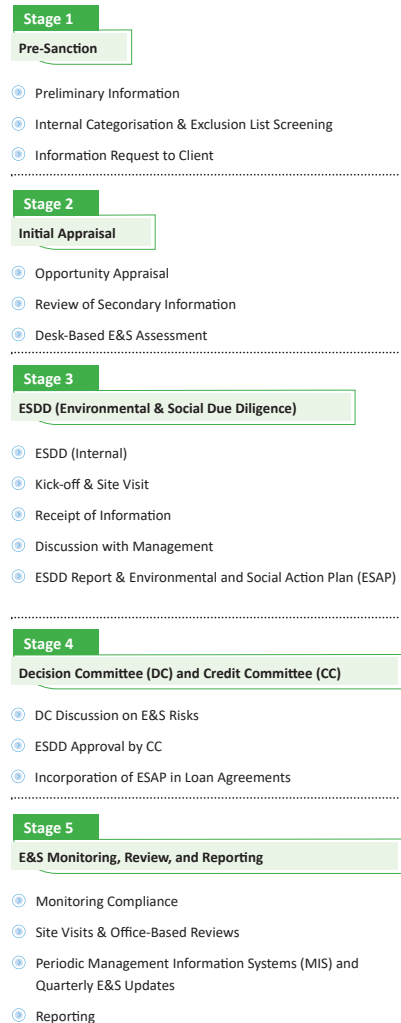 Stage 1
Pre-Sanction
Preliminary Information
Internal Categorisation & Exclusion List Screening
Information Request to Client
Stage 2
Initial Appraisal
Opportunity Appraisal
Review of Secondary Information
Desk-Based E&S Assessment
Stage 3
ESDD (Environmental & Social Due Diligence)
ESDD (Internal)
Kick-off & Site Visit
Receipt of Information
Discussion with Management
ESDD Report & Environmental and Social Action Plan (ESAP)
Stage 4
Decision Committee (DC) and Credit Committee (CC)
DC Discussion on E&S Risks
ESDD Approval by CC
Incorporation of ESAP in Loan Agreements
Stage 5
E&S Monitoring, Review, and Reporting
Monitoring Compliance
Site Visits & Office-Based Reviews
Periodic Management Information Systems (MIS) and
Quarterly E&S Updates
Reporting